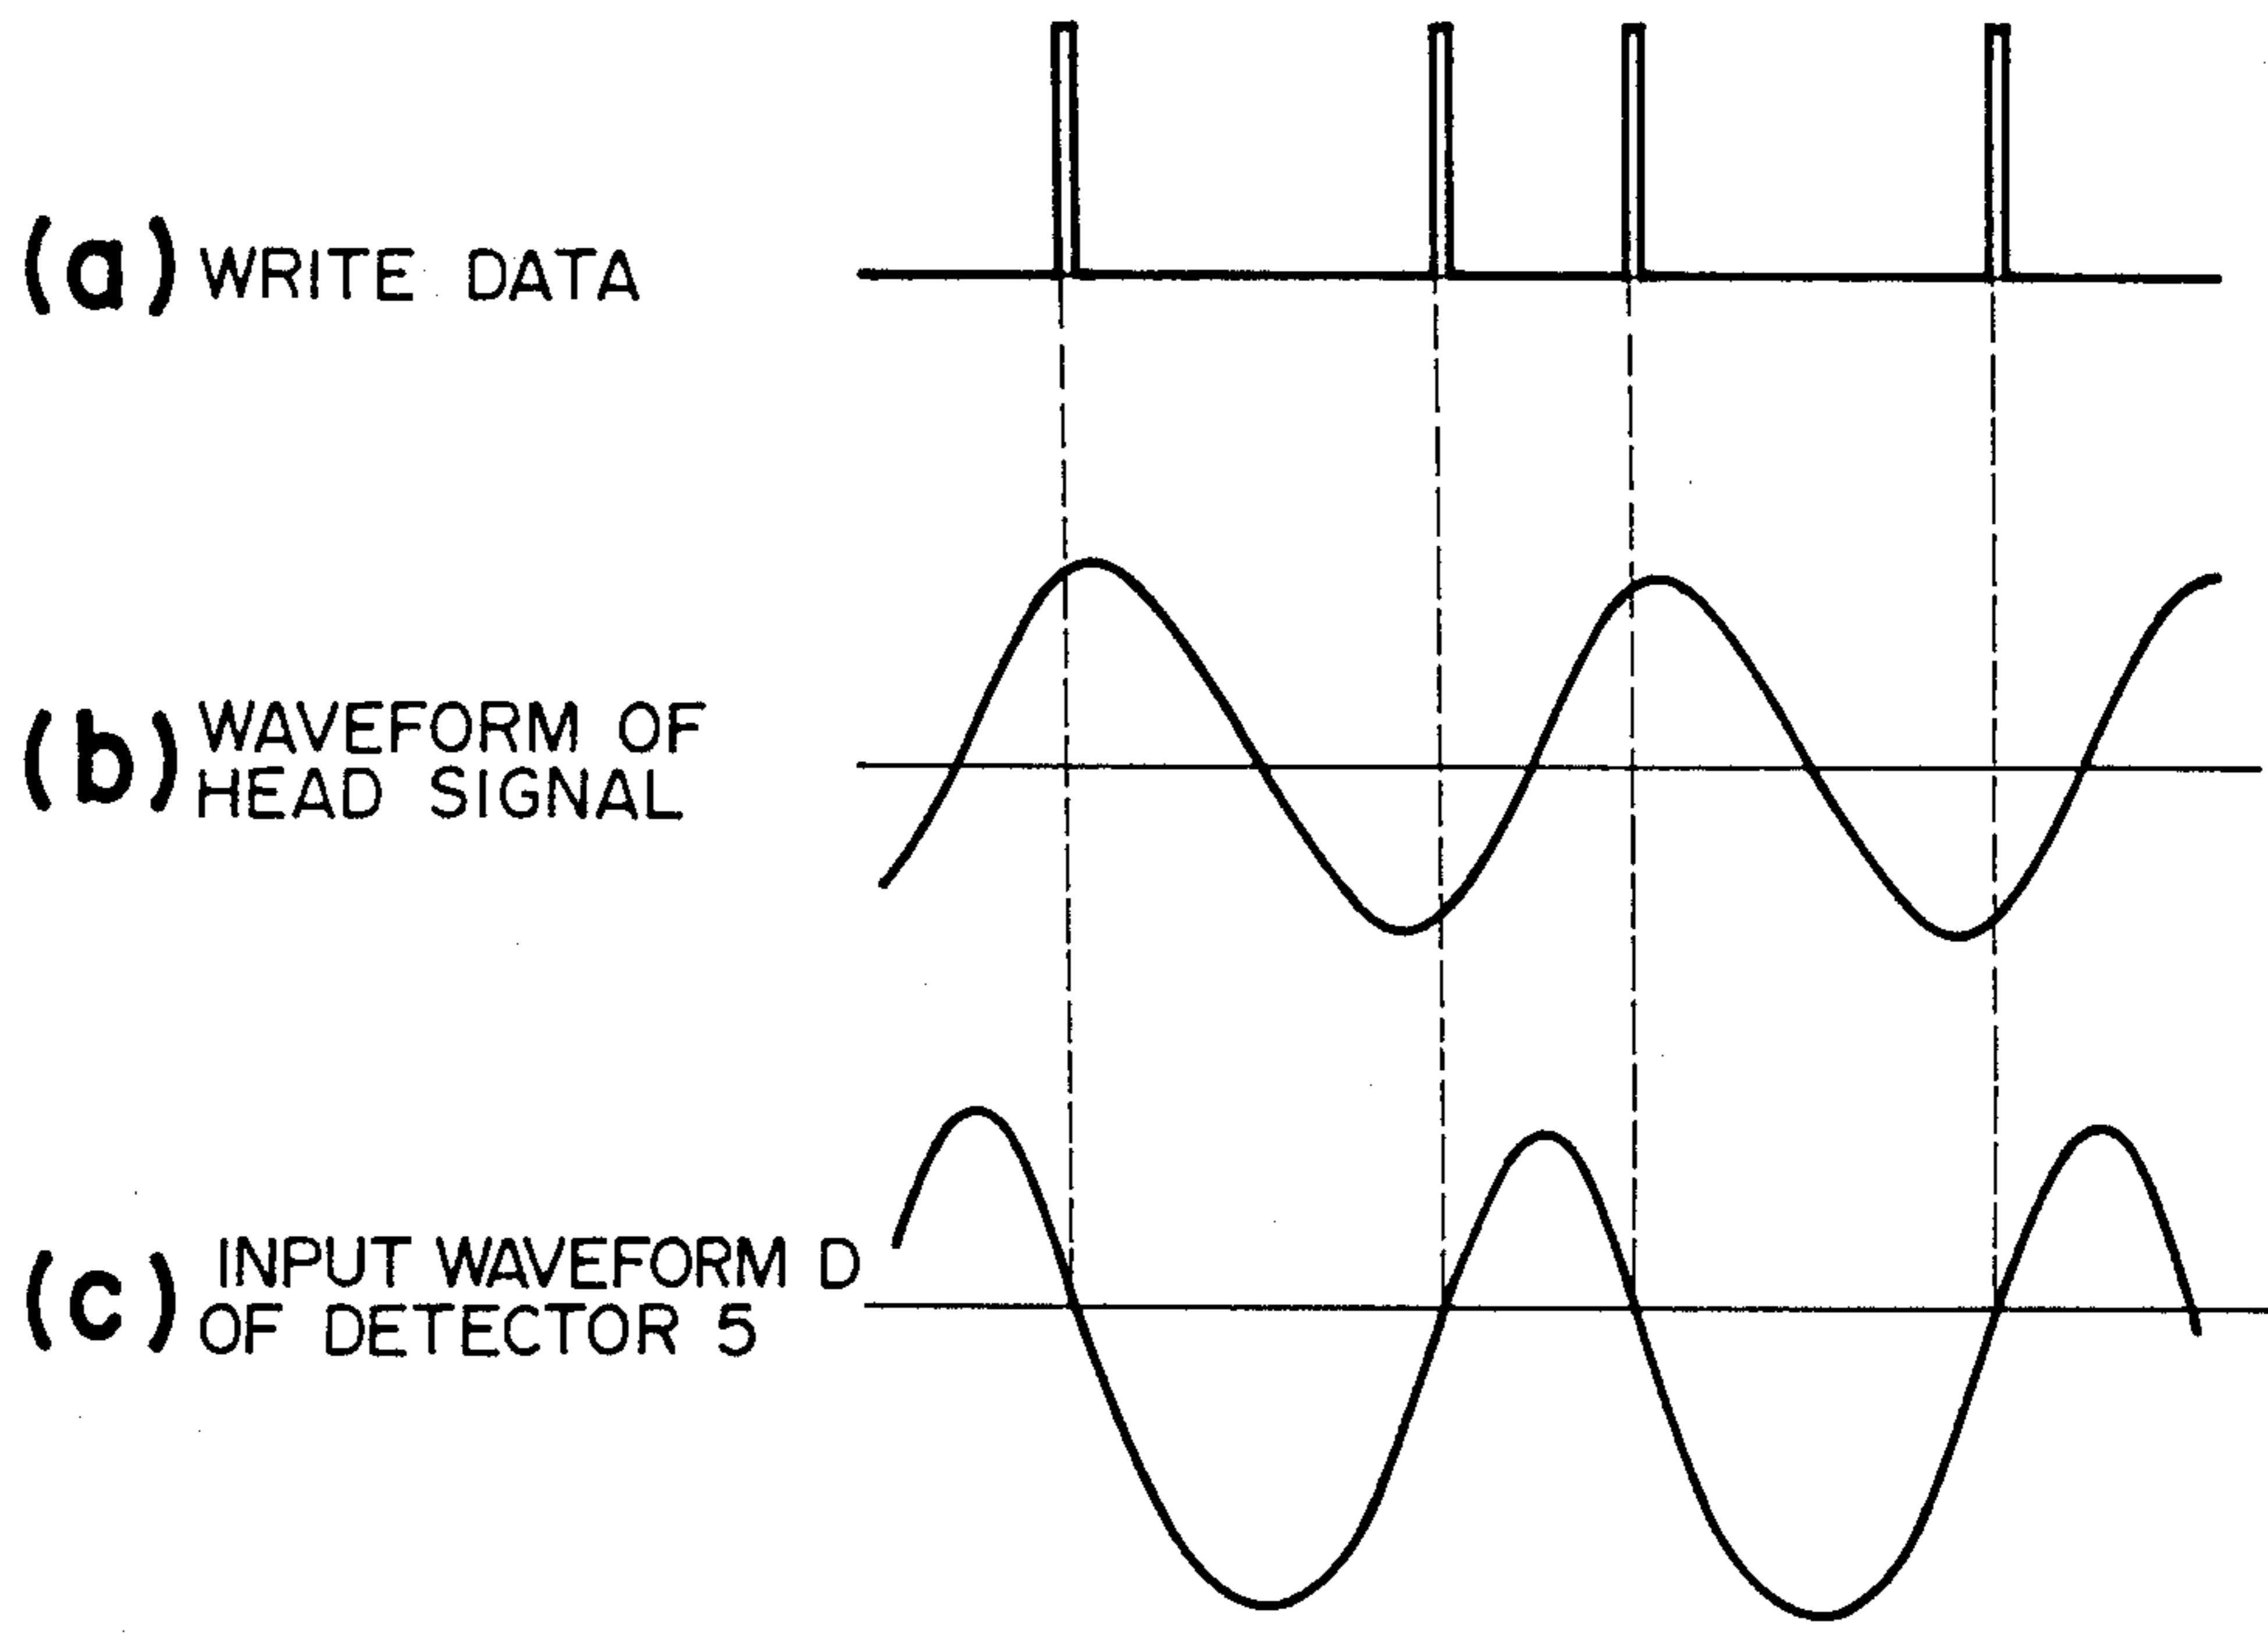 (a) WRITE DATA
(b) WAVEFORM OF
HEAD SIGNAL
(c) INPUT WAVEFORM D
OF DETECTOR 5